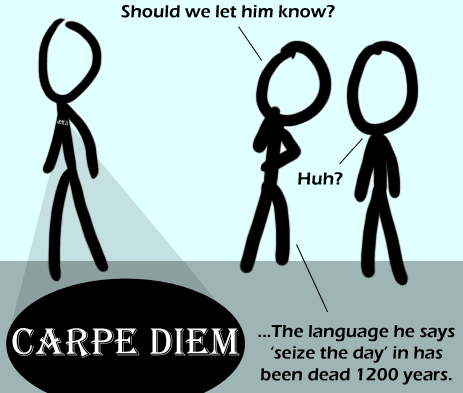 Should we let him know?
Huh?
CARPE DIEM
...The language he says
‘seize the day’ in has
been dead 1200 years.